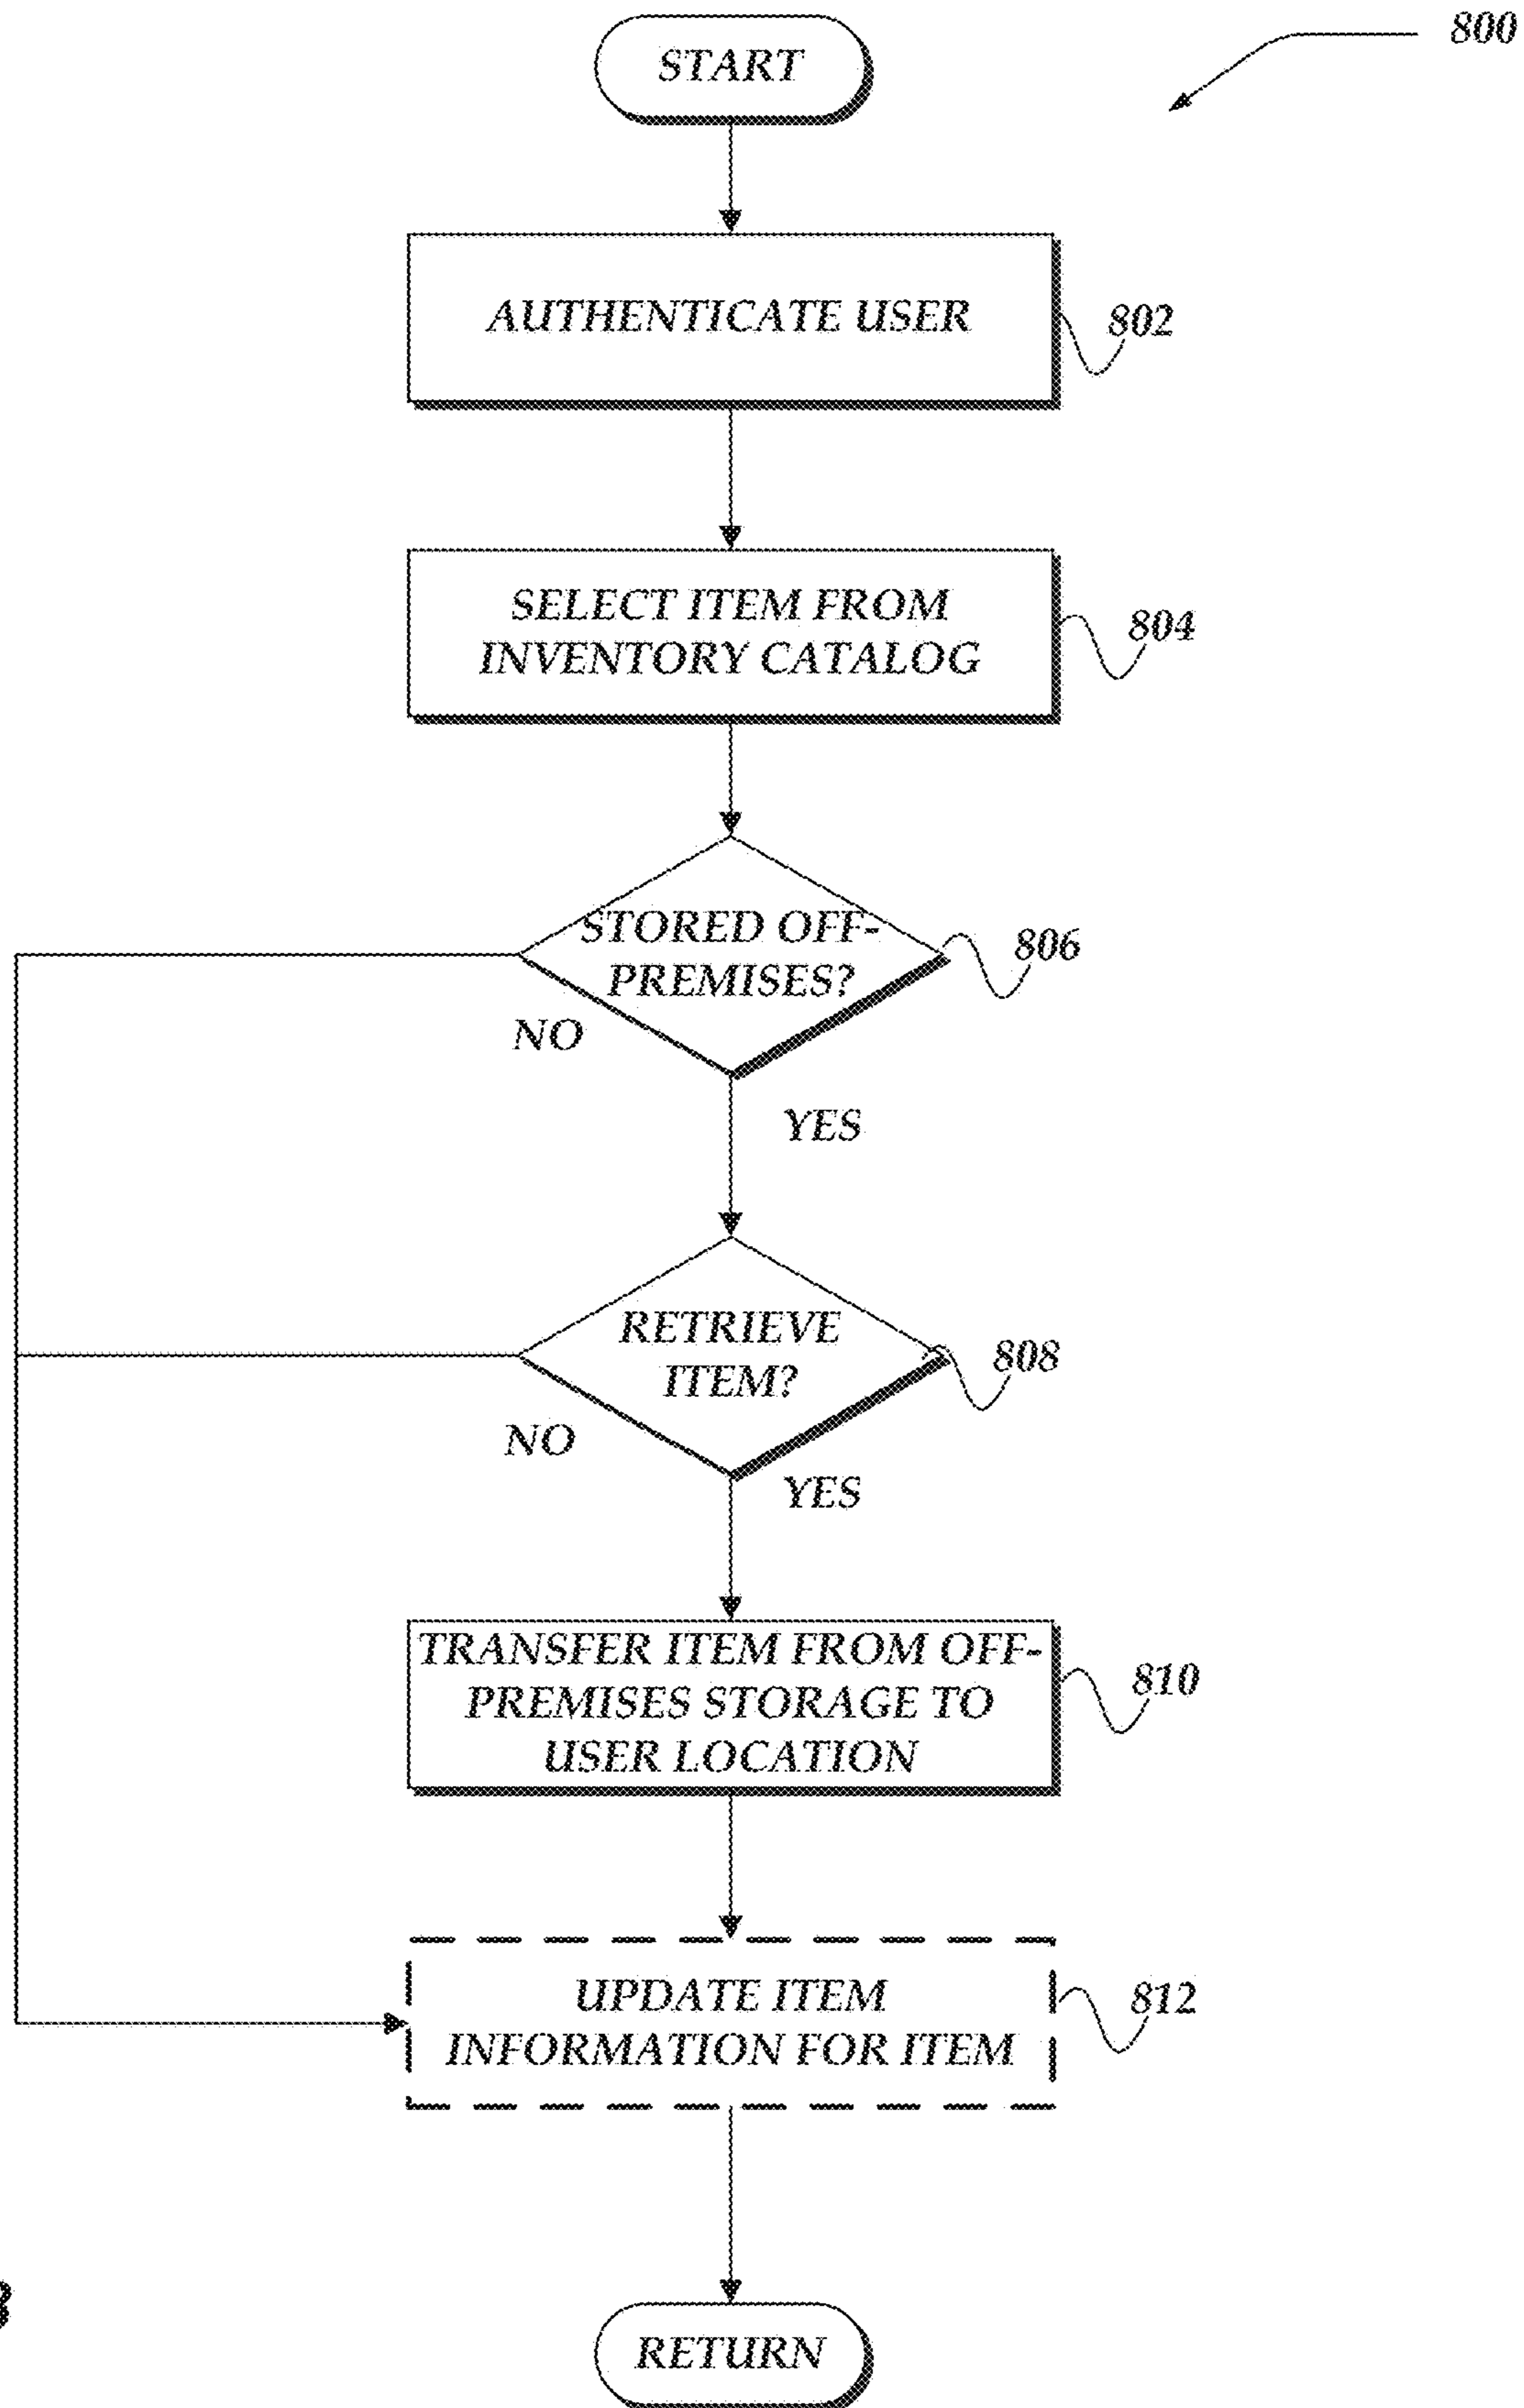 800
START
AUTHENTICATE USER
802
SELECT ITEM FROM
INVENTORY CATALOG
804
STORED OFF-
PREMISES?
806
NO
YES
RETRIEVE
ITEM?
808
NO
YES
TRANSFER ITEM FROM OFF-
PREMISES STORAGE TO
USER LOCATION
810
UPDATE ITEM
INFORMATION FOR ITEM
812
RETURN